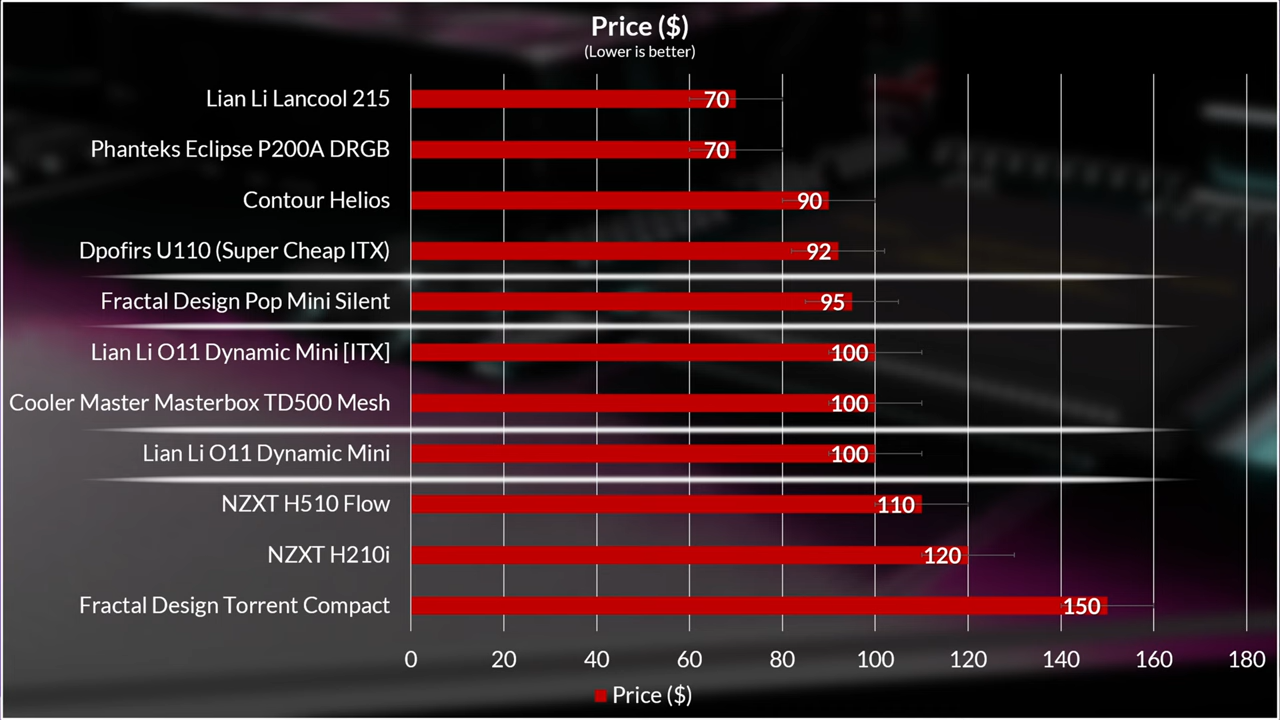 Price ($)
(Lower is better)
Lian Li Lancool 215 70
Phanteks Eclipse P200A DRGB 70
Contour Helios 90
Dpofirs U110 (Super Cheap ITX) 92
Fractal Design Pop Mini Silent 95
Lian Li O11 Dynamic Mini [ITX] 100
Cooler Master Masterbox TD500 Mesh 100
Lian Li O11 Dynamic Mini 100
NZXT H510 Flow 110
NZXT H210i 120
Fractal Design Torrent Compact 150
0 20 40 60 80 100 120 140 160 180
Price ($)